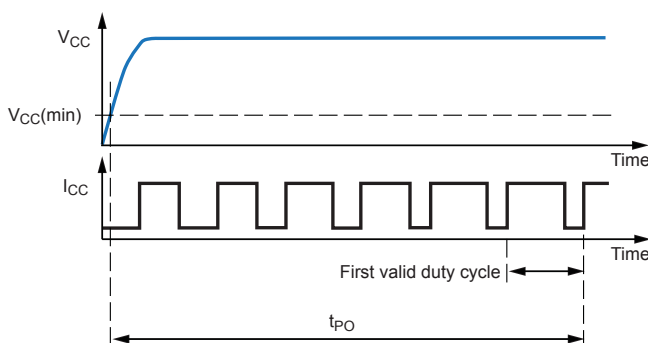 VCC
VCC(min)
Time
ICC
Time
First valid duty cycle
tPO